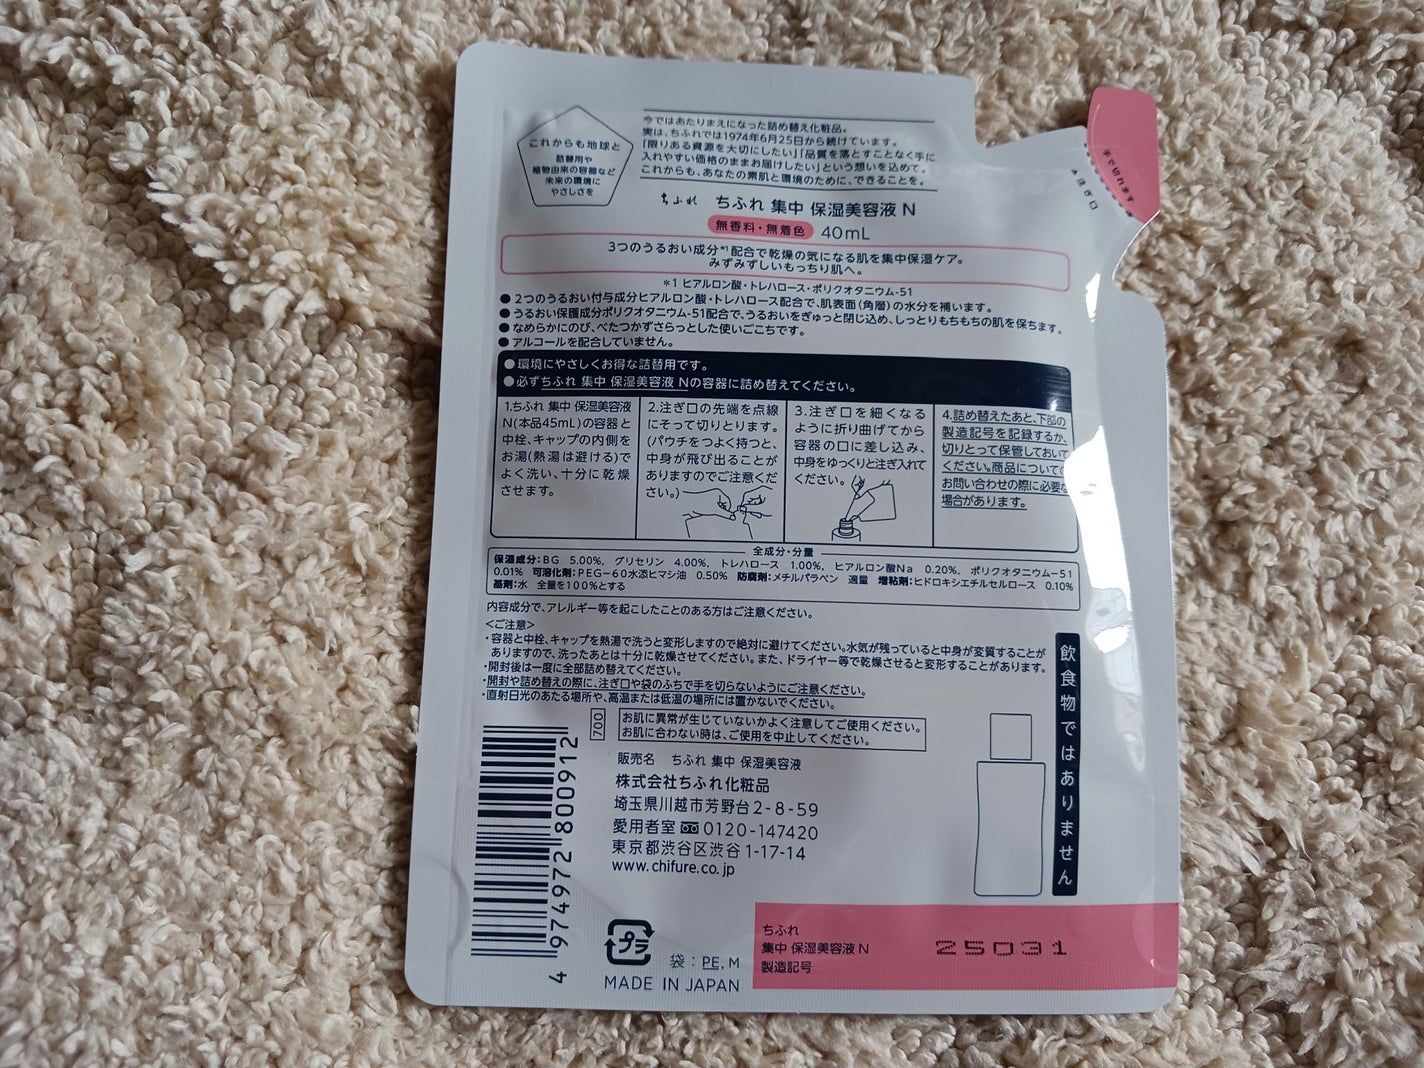 これからも地球と
詰替用や
植物由来の容器など
未来の環境に
やさしさを
今ではあたりまえになった詰め替え化粧品。
実は、ちふれでは1974年6月25日から続けています。
「限りある資源を大切にしたい」「品質を落とすことなく手に
入れやすい価格のままお届けしたい」という想いを込めて。
これからも、あなたの素肌と環境のために、できることを。
手で切れます
▲注ぎ口
ちふれ ちふれ 集中 保湿美容液 N
無香料・無着色 40mL
3つのうるおい成分*1配合で乾燥の気になる肌を集中保湿ケア。
みずみずしいもっちり肌へ。
*1 ヒアルロン酸・トレハロース・ポリクオタニウム-51
●2つのうるおい付与成分ヒアルロン酸・トレハロース配合で、肌表面(角層)の水分を補います。
●うるおい保護成分ポリクオタニウム-51配合で、うるおいをぎゅっと閉じ込め、しっとりもちもちの肌を保ちます。
●なめらかにのび、べたつかずさらっとした使いごこちです。
●アルコールを配合していません。
●環境にやさしくお得な詰替用です。
●必ずちふれ 集中 保湿美容液 Nの容器に詰め替えてください。
1.ちふれ 集中 保湿美容液
N(本品45mL)の容器と
中栓、キャップの内側を
お湯(熱湯は避ける)で
よく洗い、十分に乾燥
させます。
2.注ぎ口の先端を点線
にそって切りとります。
(パウチをつよく持つと、
中身が飛び出ることが
ありますのでご注意くだ
さい。)
3.注ぎ口を細くなる
ように折り曲げてから
容器の口に差し込み、
中身をゆっくりと注ぎ入れて
ください。
4.詰め替えたあと、下部の
製造記号を記録するか、
切りとって保管しておいて
ください。商品についての
お問い合わせの際に必要な
場合があります。
全成分・分量
保湿成分:BG 5.00%, グリセリン 4.00%, トレハロース 1.00%, ヒアルロン酸Na 0.20%, ポリクオタニウム-51
0.01% 可溶化剤:PEG-60水添ヒマシ油 0.50% 防腐剤:メチルパラベン 適量 増粘剤:ヒドロキシエチルセルロース 0.10%
基剤:水 全量を100%とする
内容成分で、アレルギー等を起こしたことのある方はご注意ください。
<ご注意>
・容器と中栓、キャップを熱湯で洗うと変形しますので絶対に避けてください。水気が残っていると中身が変質することが
ありますので、洗ったあとは十分に乾燥させてください。また、ドライヤー等で乾燥させると変形することがあります。
・開封後は一度に全部詰め替えてください。
・開封や詰め替えの際に、注ぎ口や袋のふちで手を切らないようにご注意ください。
・直射日光のあたる場所や、高温または低温の場所には置かないでください。
700
お肌に異常が生じていないかよく注意してご使用ください。
お肌に合わない時は、ご使用を中止してください。
飲食物ではありません
販売名 ちふれ 集中 保湿美容液
株式会社ちふれ化粧品
埼玉県川越市芳野台2-8-59
愛用者室 0120-147420
東京都渋谷区渋谷1-17-14
www.chifure.co.jp
4 974972 800912
プラ
袋:PE, M
MADE IN JAPAN
ちふれ
集中 保湿美容液 N
製造記号
25031